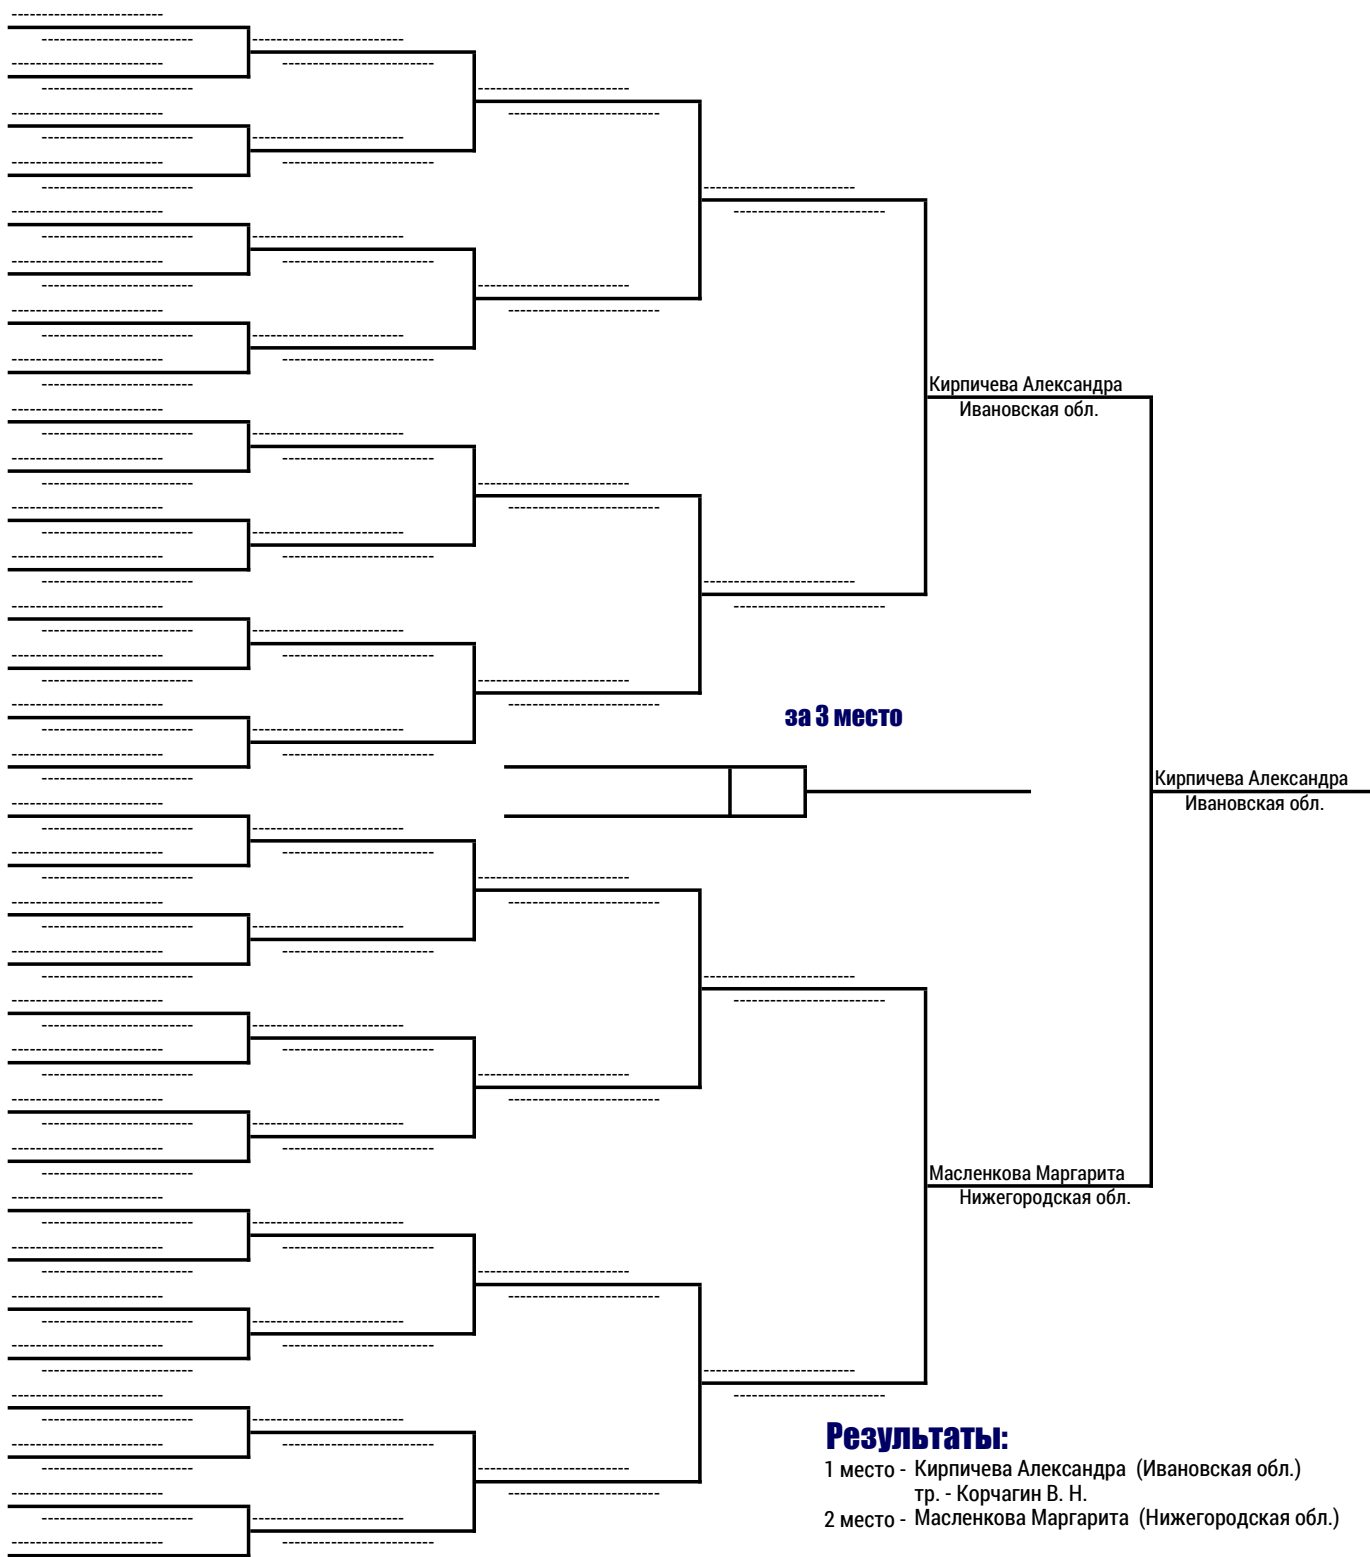 Кирпичева Александра
Ивановская обл.
за 3 место
Кирпичева Александра
Ивановская обл.
Масленкова Маргарита
Нижегородская обл.
Результаты:
1 место - Кирпичева Александра (Ивановская обл.)
тр. - Корчагин В. Н.
2 место - Масленкова Маргарита (Нижегородская обл.)